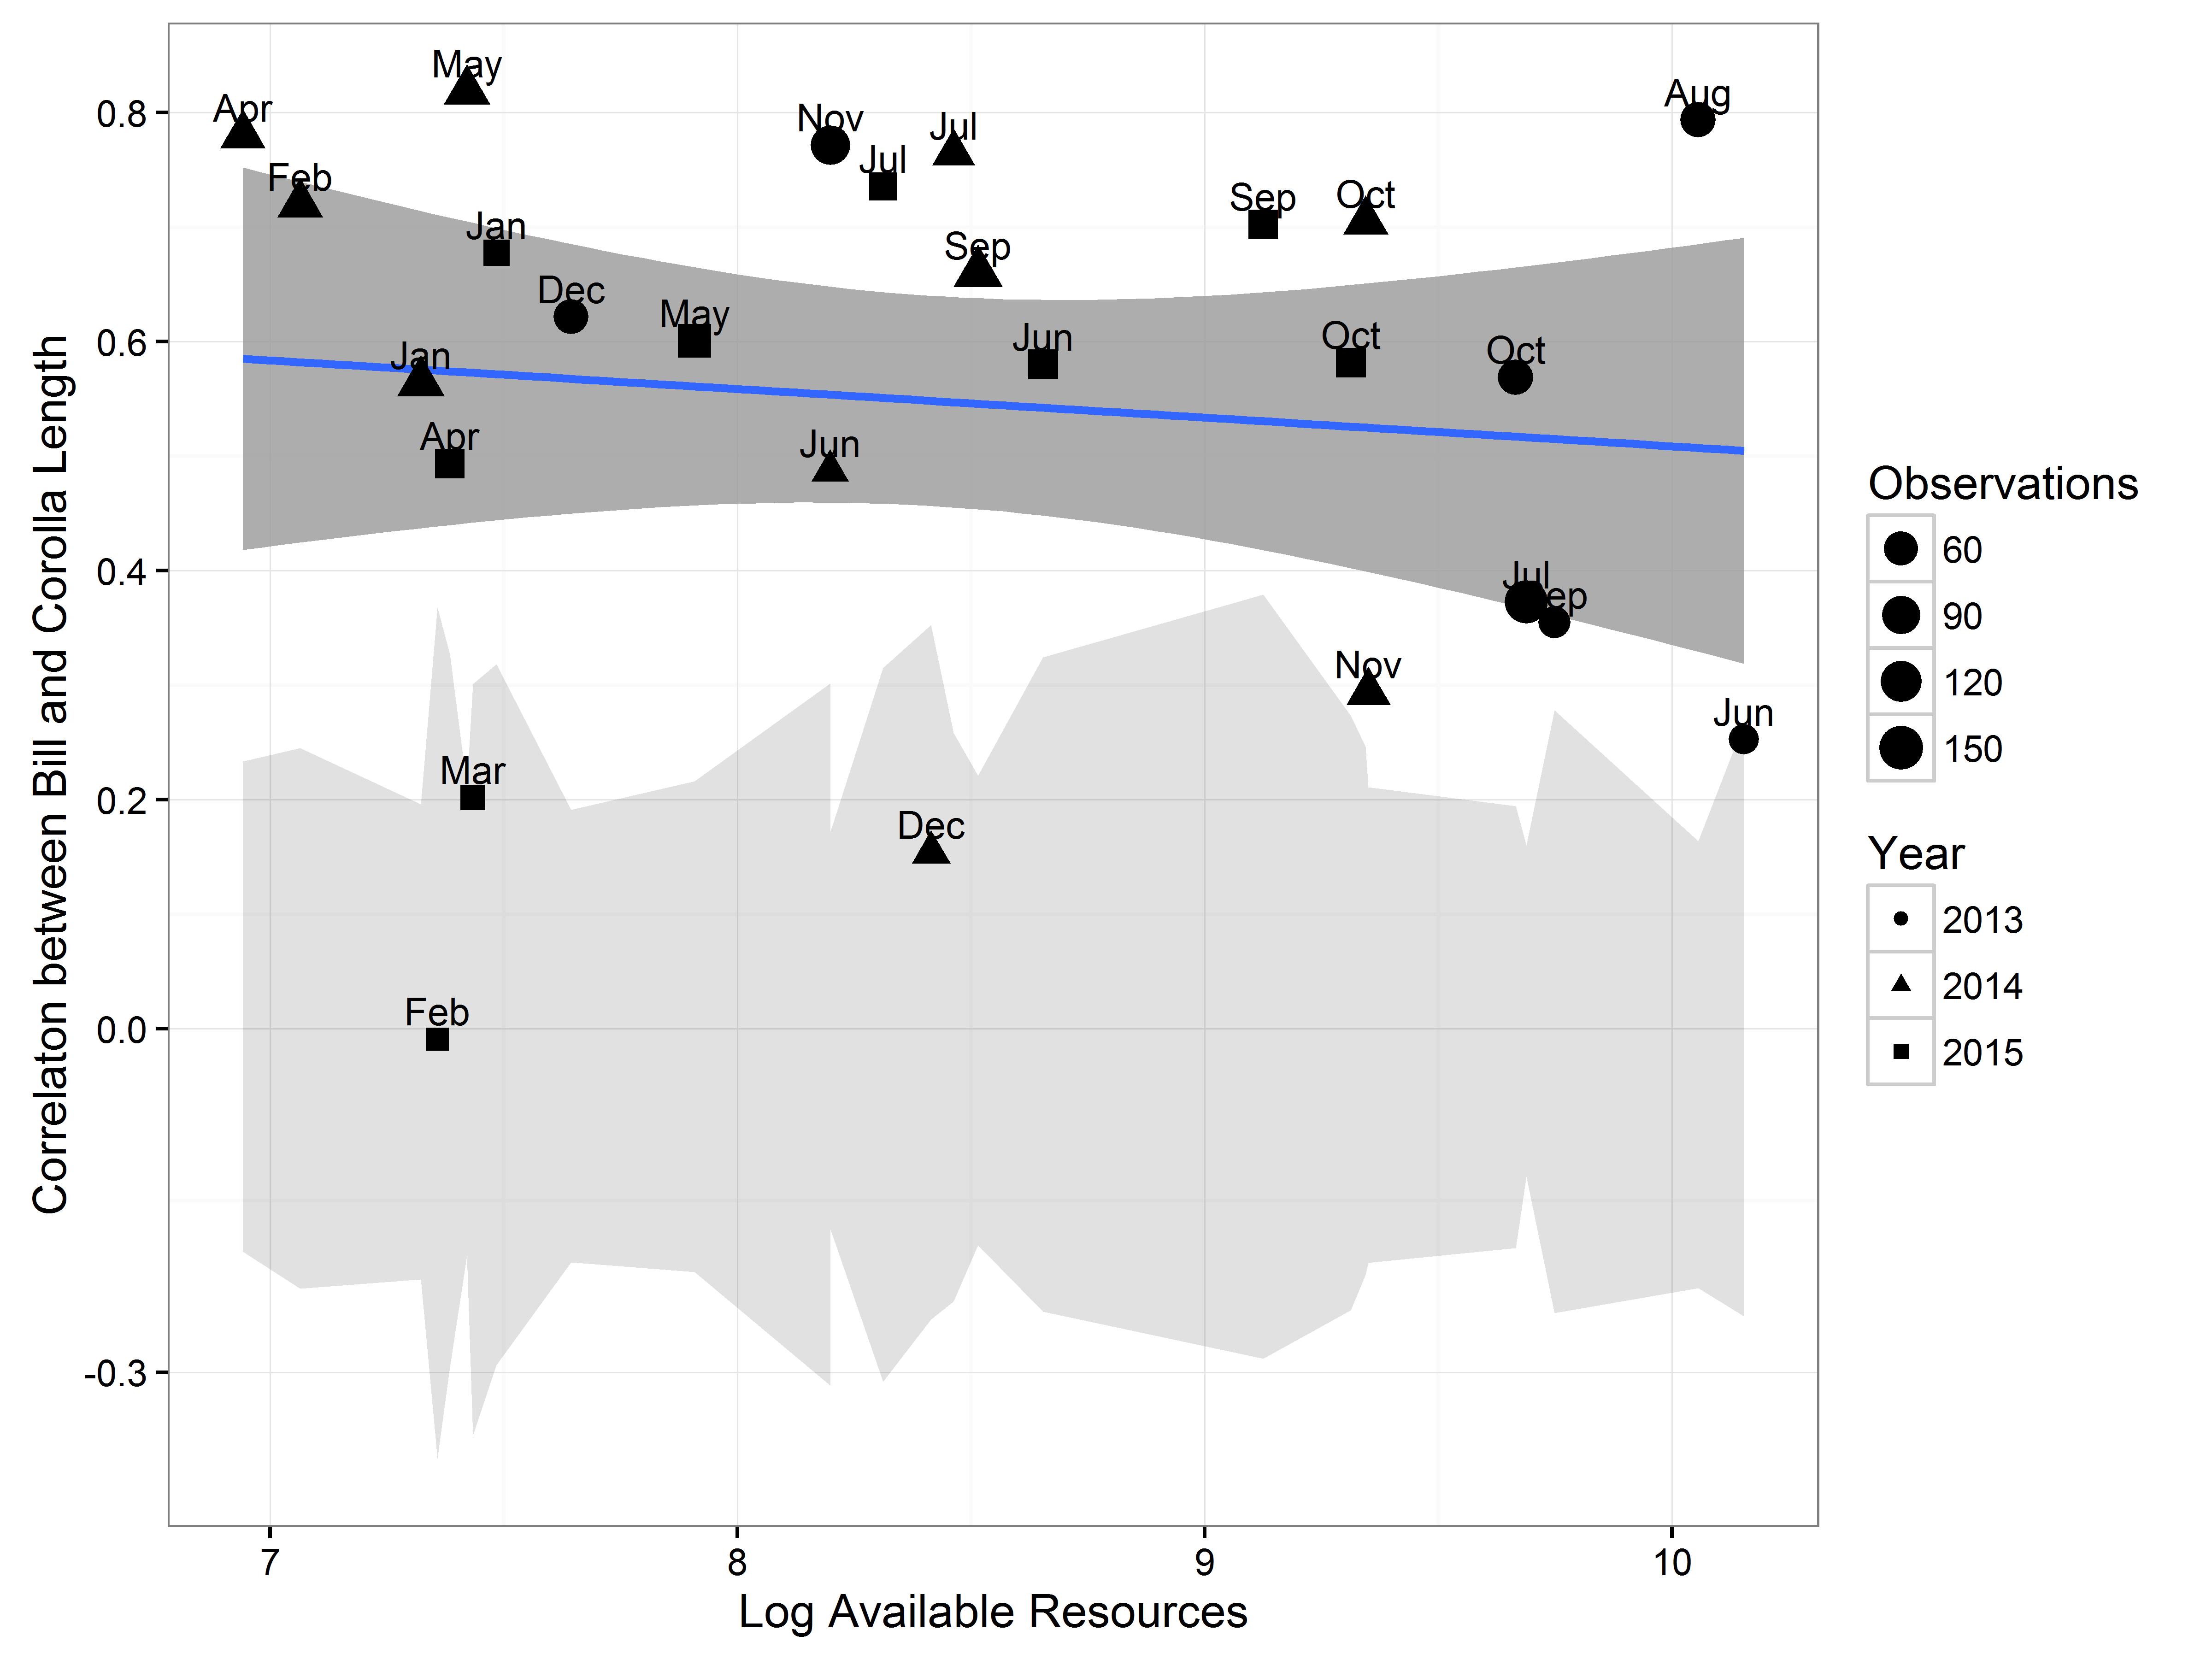 May
0.8
Apr
Aug
Nov
Jul
Jul
Feb
Sep
Oct
Jan
Sep
Dec
May
0.6
Jan
Jun
Oct
Oct
Apr
Jun
0.4
Jul
ep
Nov
Jun
0.2
Mar
Dec
0.0
Feb
-0.3
7 8 9 10
Log Available Resources
Correlaton between Bill and Corolla Length
Observations
60
90
120
150
Year
2013
2014
2015